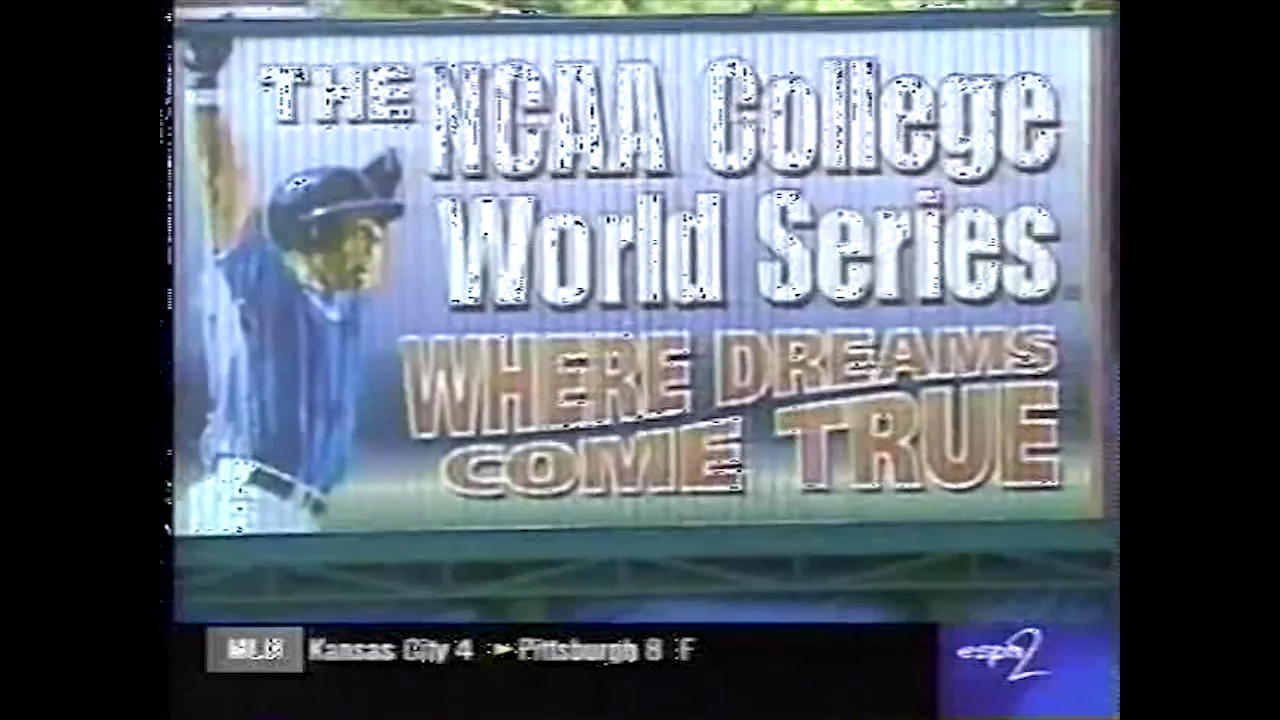 THE NCAA College
World Series
WHERE DREAMS
COME TRUE
MLB Kansas City 4 Pittsburgh 8 F
espn2